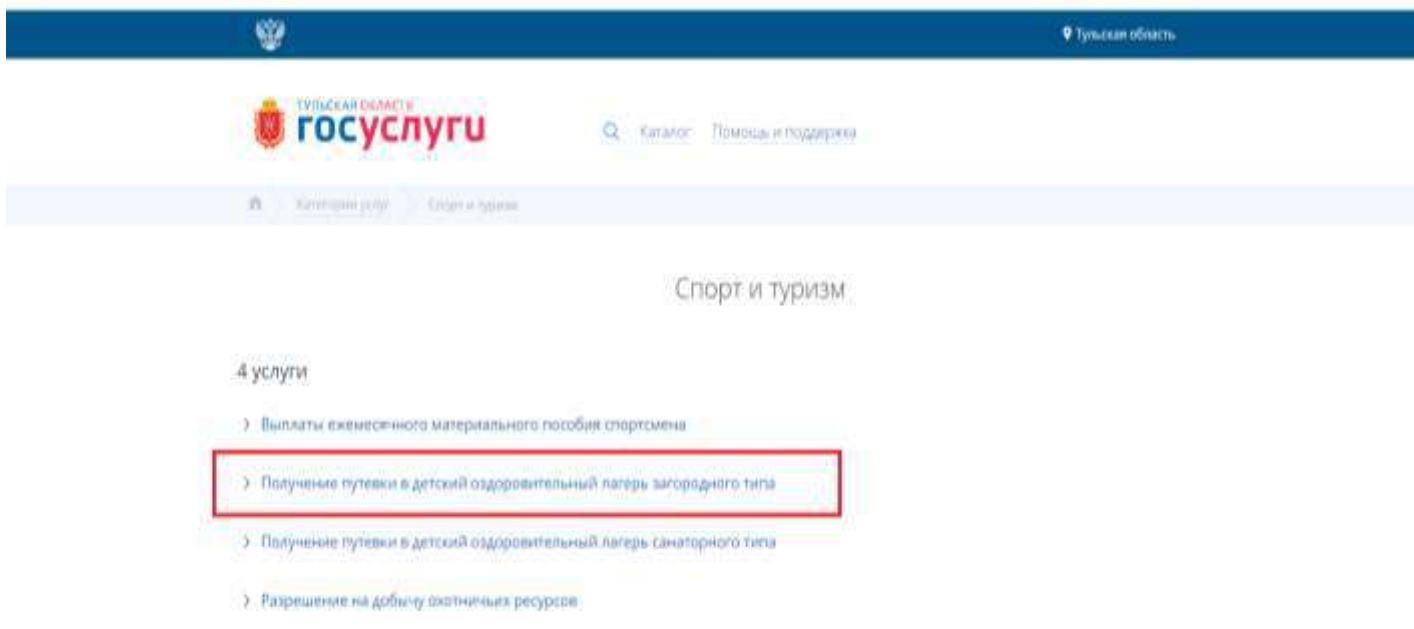 Тульская область
ТУЛЬСКАЯ ОБЛАСТЬ
госуслуги
Каталог Помощь и поддержка
Категории услуг Спорт и туризм
Спорт и туризм
4 услуги
Выплаты ежемесячного материального пособия спортсмена
Получение путевки в детский оздоровительный лагерь загородного типа
Получение путевки в детский оздоровительный лагерь санаторного типа
Разрешение на добычу охотничьих ресурсов